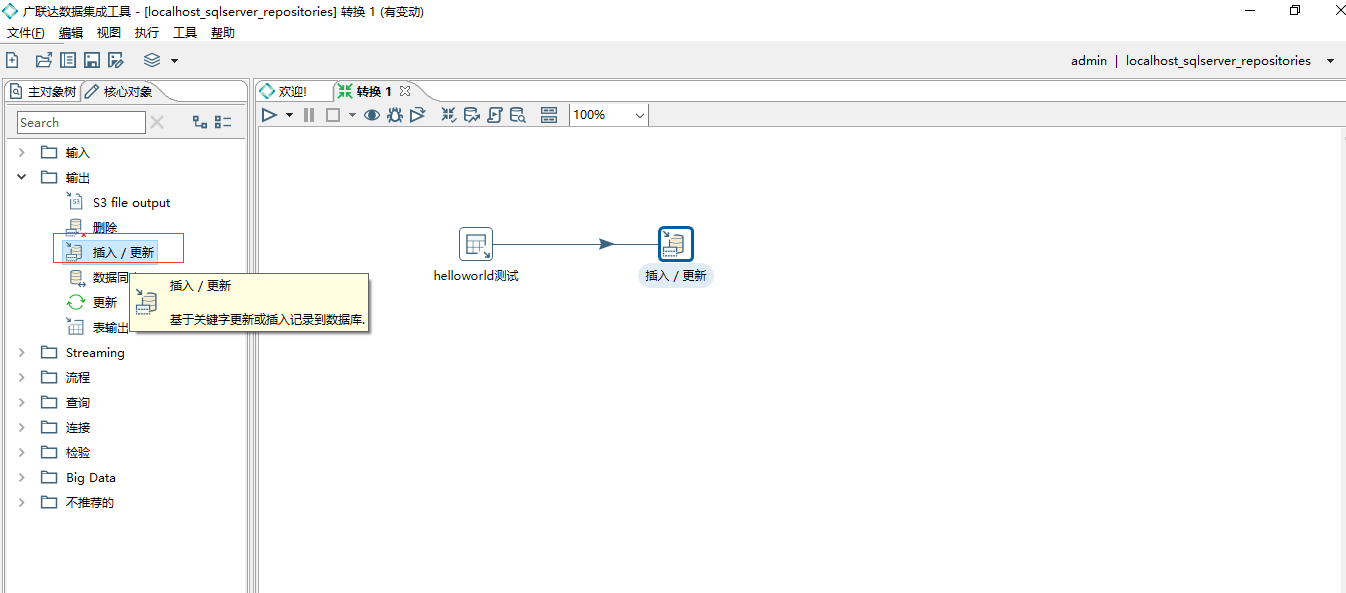 广联达数据集成工具 - [localhost_sqlserver_repositories] 转换 1 (有变动)
文件(F) 编辑 视图 执行 工具 帮助
admin | localhost_sqlserver_repositories
主对象树 核心对象
欢迎! 转换 1
Search
100%
输入
输出
S3 file output
删除
插入 / 更新
数据同
更新
表输出
Streaming
流程
查询
连接
检验
Big Data
不推荐的
插入 / 更新
基于关键字更新或插入记录到数据库.
helloworld测试
插入 / 更新